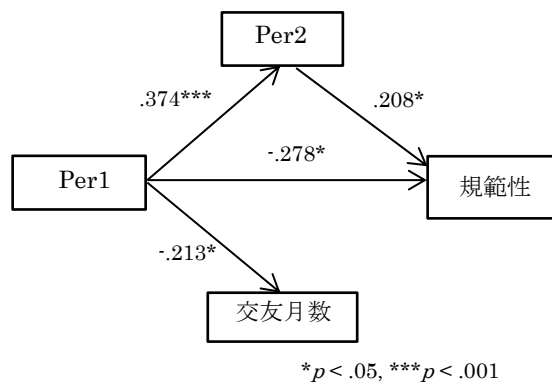 Per2
.374***
.208*
-.278*
Per1
規範性
-.213*
交友月数
*p < .05, ***p < .001